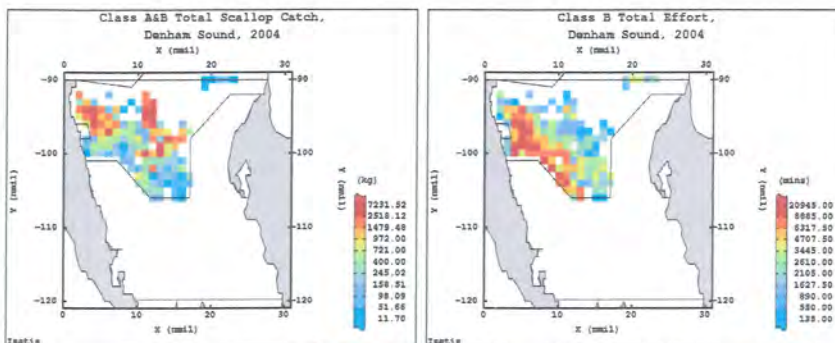 Class A&B Total Scallop Catch,
Denham Sound, 2004
X (nmil)
0 10 20 30
-90 -90
-100 -100
-110 -110
-120 -120
Y (nmil)
Y (nmil)
0 10 20 30
X (nmil)
(kg)
7231.52
2518.12
1479.48
972.00
721.00
400.00
245.02
158.51
98.09
51.66
11.70
Class B Total Effort,
Denham Sound, 2004
X (nmil)
0 10 20 30
-90 -90
-100 -100
-110 -110
-120 -120
Y (nmil)
Y (nmil)
0 10 20 30
X (nmil)
(mins)
20945.00
8685.00
6317.50
4707.50
3445.00
2610.00
2105.00
1627.50
890.00
550.00
135.00